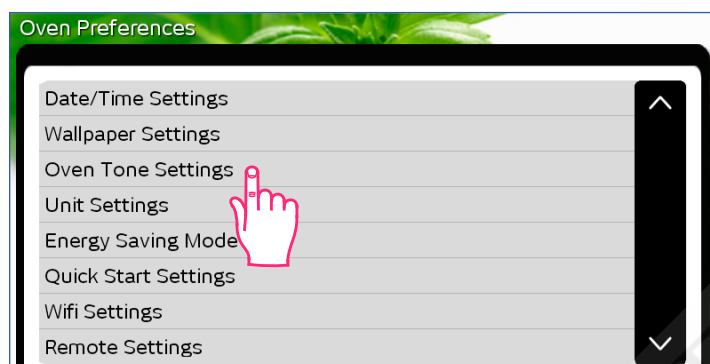 Oven Preferences
Date/Time Settings
Wallpaper Settings
Oven Tone Settings
Unit Settings
Energy Saving Mode
Quick Start Settings
Wifi Settings
Remote Settings